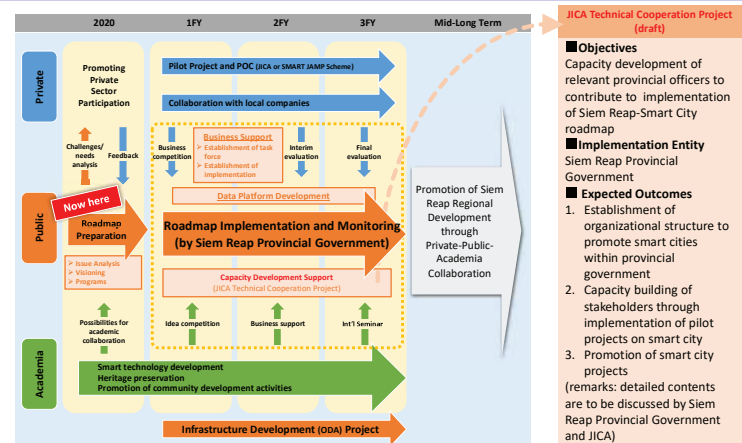 2020
1FY
2FY
3FY
Mid-Long Term
Private
Promoting
Private
Sector
Participation
Pilot Project and POC (JICA or SMART JAMP Scheme)
Collaboration with local companies
Challenges/
needs
analysis
Feedback
Business
competition
Business Support
➢ Establishment of task
force
➢ Establishment of
implementation
Interim
evaluation
Final
evaluation
Public
Now here
Roadmap
Preparation
➢ Issue Analysis
➢ Visioning
➢ Programs
Data Platform Development
Roadmap Implementation and Monitoring
(by Siem Reap Provincial Government)
Capacity Development Support
(JICA Technical Cooperation Project)
Promotion of Siem
Reap Regional
Development
through
Private-Public-
Academia
Collaboration
Possibilities for
academic
collaboration
Idea competition
Business support
Int'l Seminar
Academia
Smart technology development
Heritage preservation
Promotion of community development activities
Infrastructure Development (ODA) Project
JICA Technical Cooperation Project
(draft)
■Objectives
Capacity development of
relevant provincial officers to
contribute to implementation
of Siem Reap-Smart City
roadmap
■Implementation Entity
Siem Reap Provincial
Government
■ Expected Outcomes
1. Establishment of
organizational structure to
promote smart cities
within provincial
government
2. Capacity building of
stakeholders through
implementation of pilot
projects on smart city
3. Promotion of smart city
projects
(remarks: detailed contents
are to be discussed by Siem
Reap Provincial Government
and JICA)